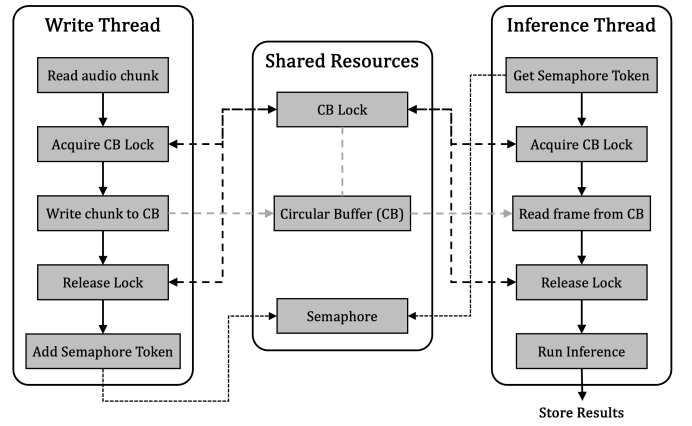 Write Thread
Read audio chunk
Acquire CB Lock
Write chunk to CB
Release Lock
Add Semaphore Token
Shared Resources
CB Lock
Circular Buffer (CB)
Semaphore
Inference Thread
Get Semaphore Token
Acquire CB Lock
Read frame from CB
Release Lock
Run Inference
Store Results